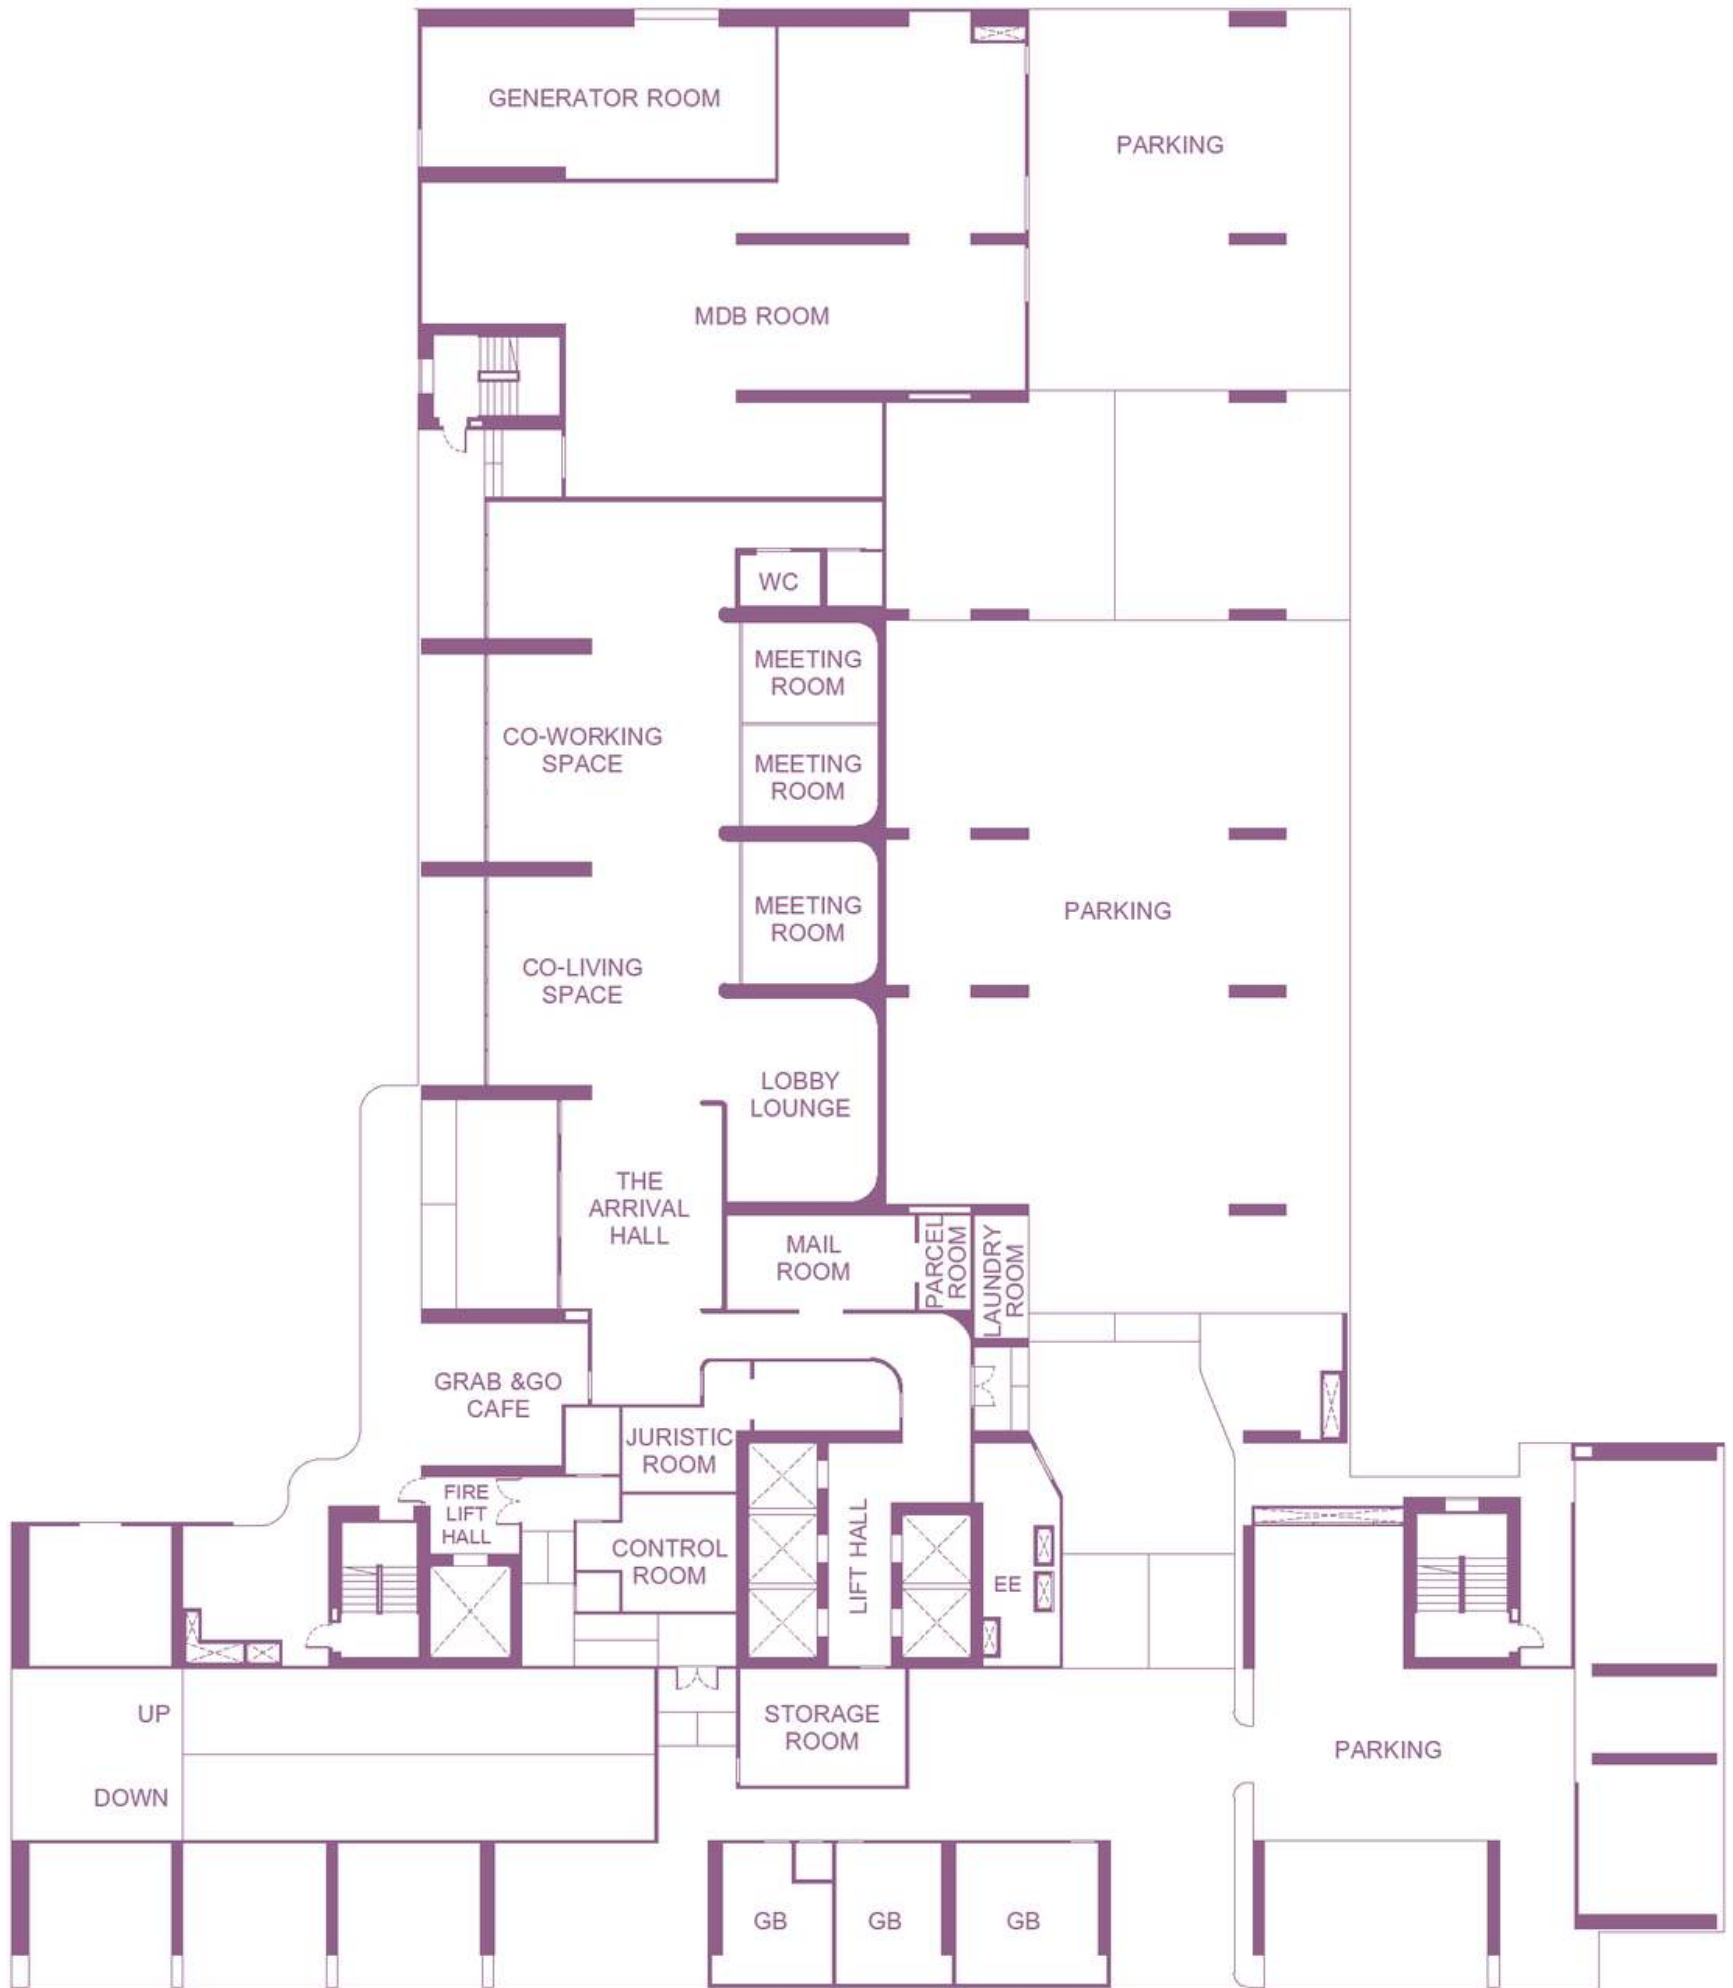 GENERATOR ROOM
PARKING
MDB ROOM
WC
MEETING
ROOM
CO-WORKING
SPACE
MEETING
ROOM
MEETING
ROOM
PARKING
CO-LIVING
SPACE
LOBBY
LOUNGE
THE
ARRIVAL
HALL
MAIL
ROOM
PARCEL
ROOM
LAUNDRY
ROOM
GRAB &GO
CAFE
JURISTIC
ROOM
FIRE
LIFT
HALL
CONTROL
ROOM
LIFT HALL
EE
UP
STORAGE
ROOM
PARKING
DOWN
GB
GB
GB